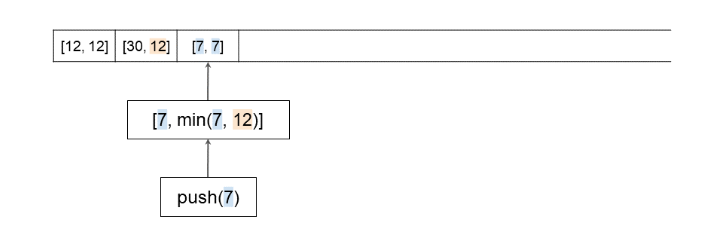 [12, 12] [30, 12] [7, 7]
[7, min(7, 12)]
push(7)